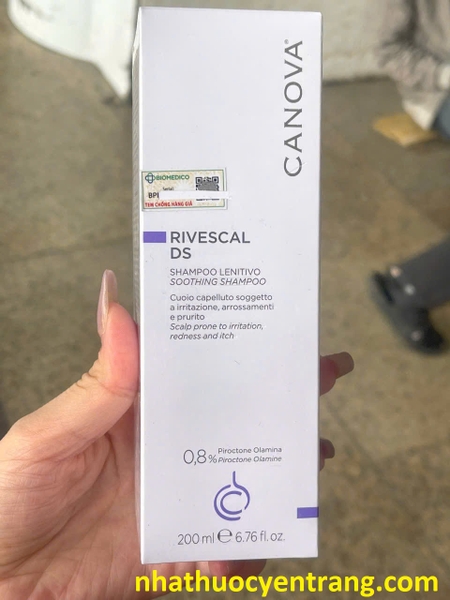 CANOVA®
BIOMEDICO
Serial:
BPI
TEM CHỐNG HÀNG GIẢ
RIVESCAL
DS
SHAMPOO LENITIVO
SOOTHING SHAMPOO
Cuoio capelluto soggetto
a irritazione, arrossamenti
e prurito
Scalp prone to irritation,
redness and itch
0,8% Piroctone Olamina
Piroctone Olamine
200 ml e 6.76 fl. oz.
nhathuocyentrang.com